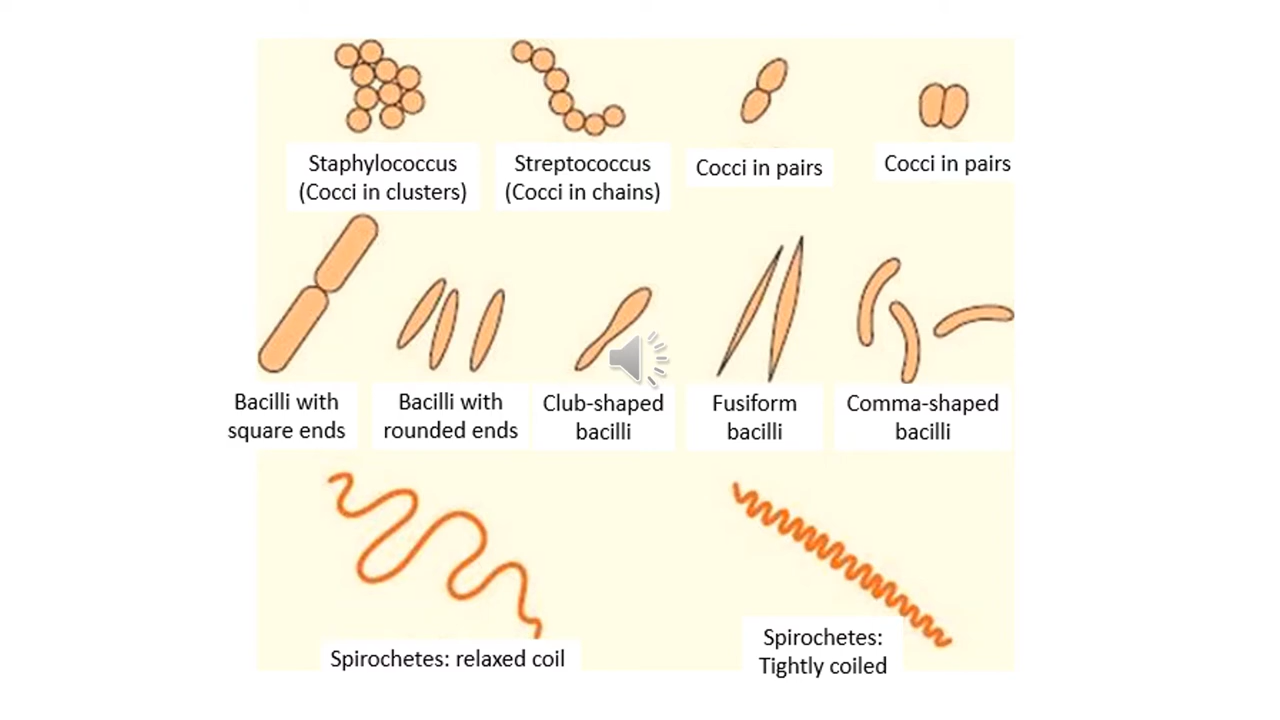 Staphylococcus
(Cocci in clusters)
Streptococcus
(Cocci in chains)
Cocci in pairs
Cocci in pairs
Bacilli with
square ends
Bacilli with
rounded ends
Club-shaped
bacilli
Fusiform
bacilli
Comma-shaped
bacilli
Spirochetes: relaxed coil
Spirochetes:
Tightly coiled